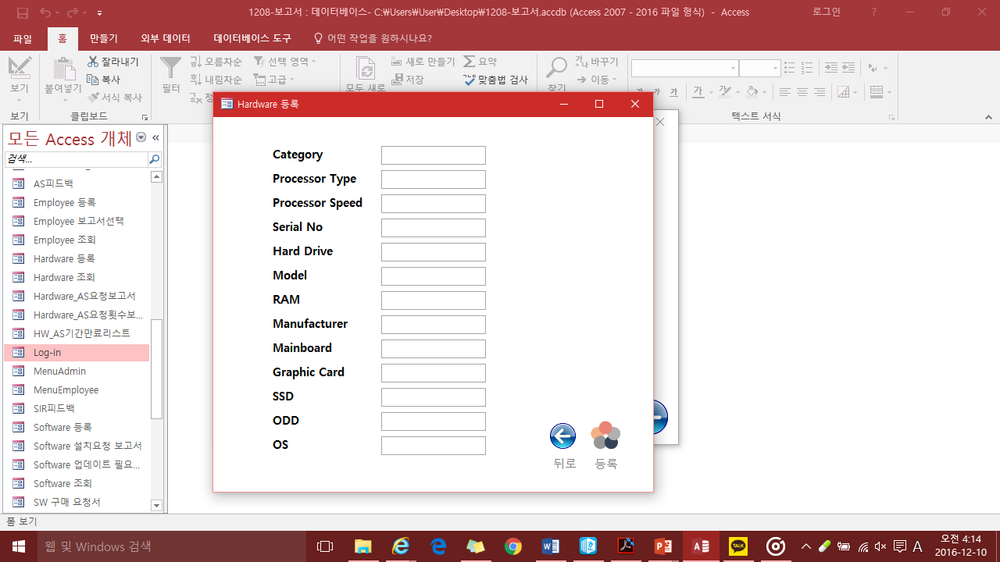 1208-보고서 : 데이터베이스- C:₩Users₩User₩Desktop₩1208-보고서.accdb (Access 2007 - 2016 파일 형식) - Access
로그인
?
파일
홈
만들기
외부 데이터
데이터베이스 도구
어떤 작업을 원하시나요?
보기
보기
붙여넣기
잘라내기
복사
서식 복사
클립보드
필터
오름차순
내림차순
선택 영역
고급
모두 새로
새로 만들기
저장
요약
맞춤법 검사
찾기
바꾸기
이동
텍스트 서식
모든 Access 개체
검색...
AS피드백
Employee 등록
Employee 보고서선택
Employee 조회
Hardware 등록
Hardware 조회
Hardware_AS요청보고서
Hardware_AS요청횟수보...
HW_AS기간만료리스트
Log-in
MenuAdmin
MenuEmployee
SIR피드백
Software 등록
Software 설치요청 보고서
Software 업데이트 필요...
Software 조회
SW 구매 요청서
Hardware 등록
Category
Processor Type
Processor Speed
Serial No
Hard Drive
Model
RAM
Manufacturer
Mainboard
Graphic Card
SSD
ODD
OS
뒤로
등록
폼 보기
웹 및 Windows 검색
TALK
A
오전 4:14
2016-12-10